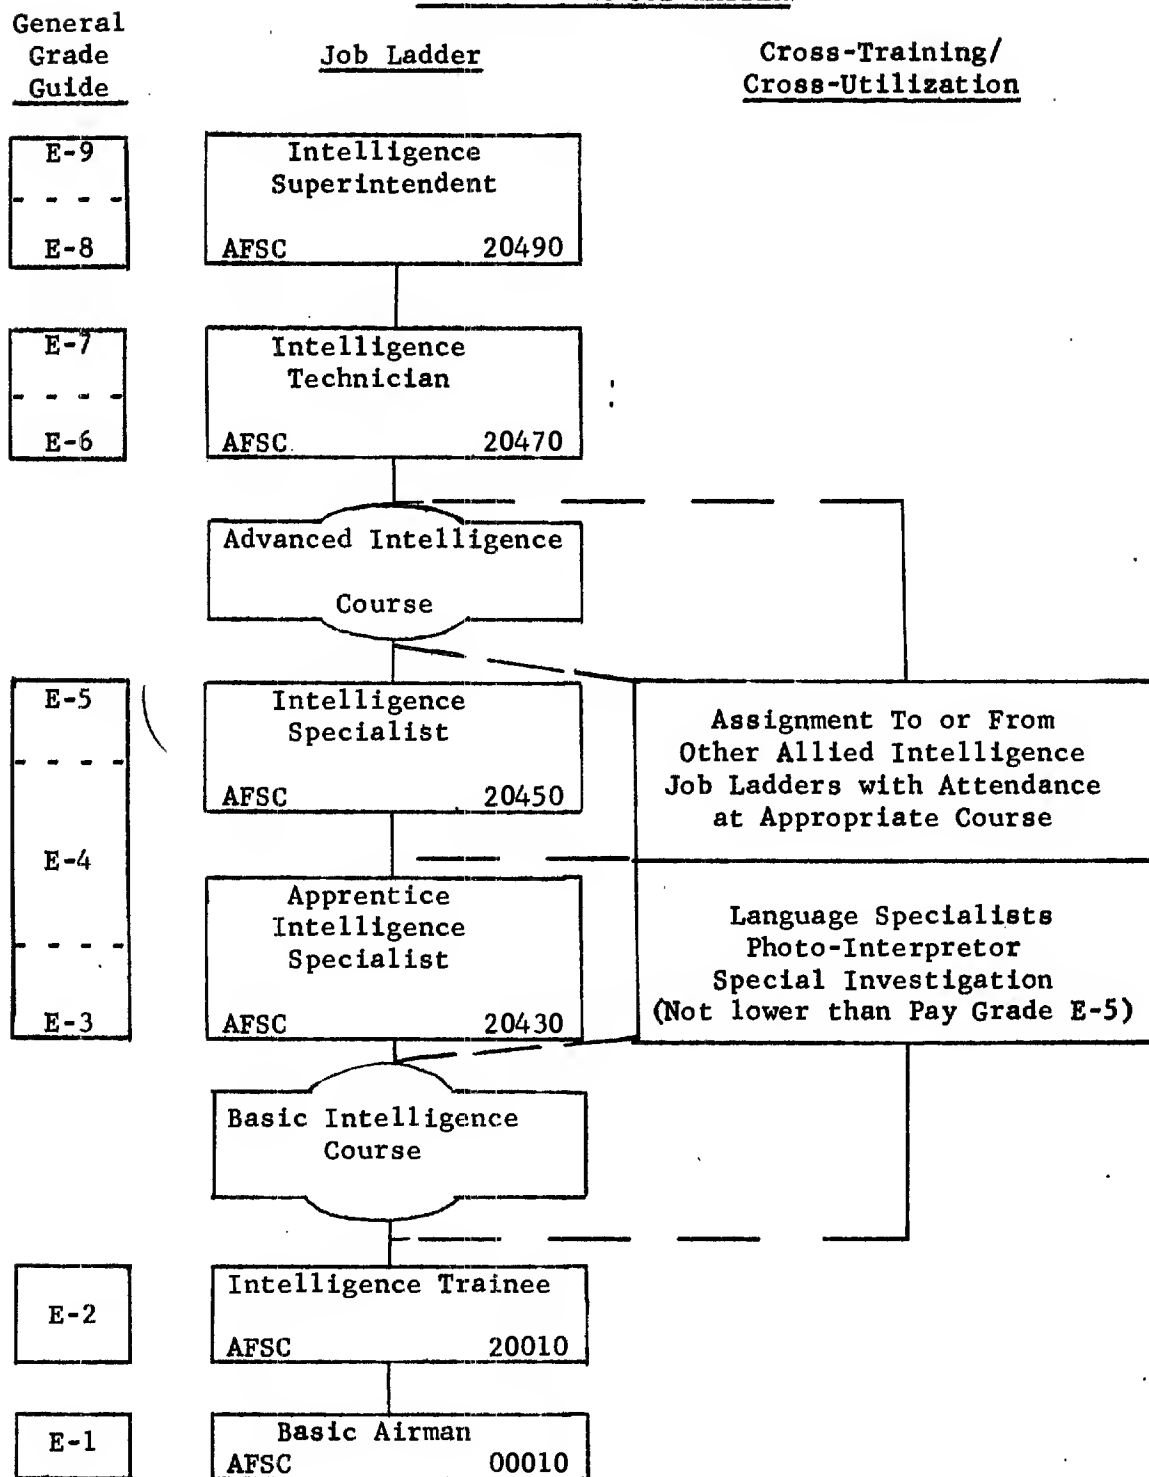 General
Grade
Guide
Job Ladder
Cross-Training/
Cross-Utilization
E-9
E-8
Intelligence
Superintendent
AFSC 20490
E-7
E-6
Intelligence
Technician
AFSC 20470
Advanced Intelligence
Course
E-5
E-4
E-3
Intelligence
Specialist
AFSC 20450
Assignment To or From
Other Allied Intelligence
Job Ladders with Attendance
at Appropriate Course
Apprentice
Intelligence
Specialist
AFSC 20430
Language Specialists
Photo-Interpretor
Special Investigation
(Not lower than Pay Grade E-5)
Basic Intelligence
Course
E-2
Intelligence Trainee
AFSC 20010
E-1
Basic Airman
AFSC 00010